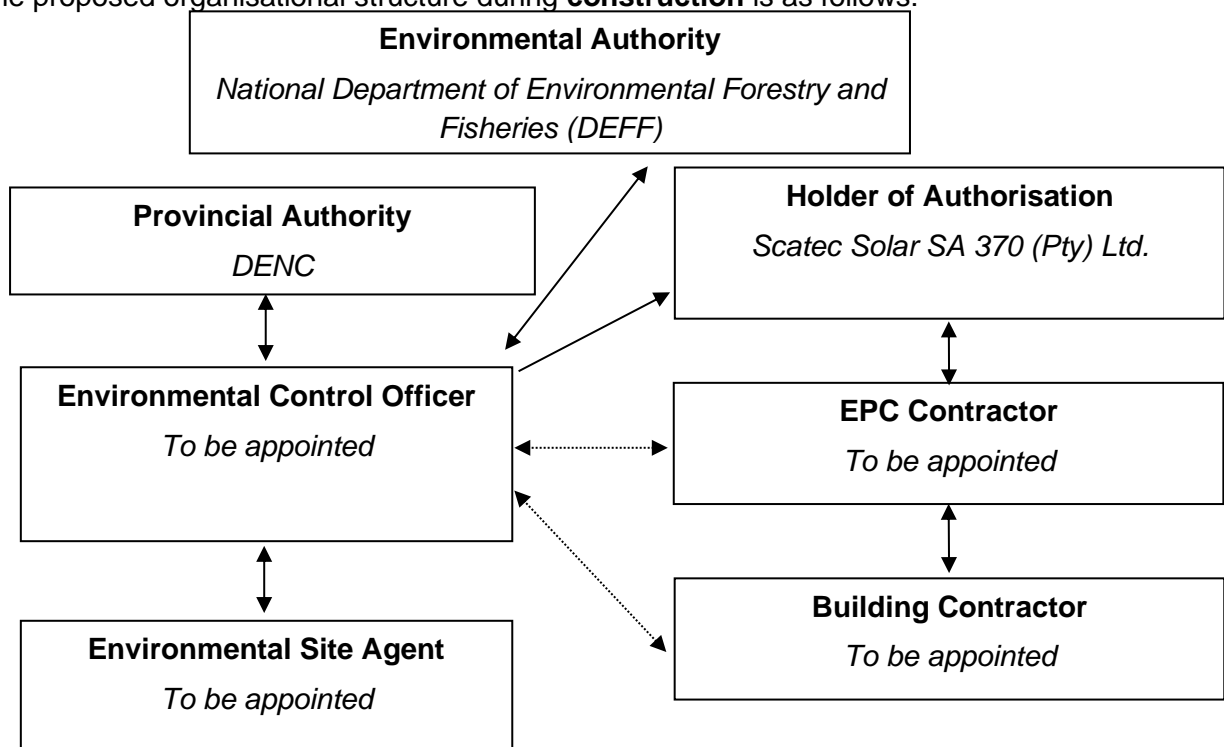 he proposed organisational structure during construction is as follows:
Environmental Authority
National Department of Environmental Forestry and
Fisheries (DEFF)
Provincial Authority
DENC
Holder of Authorisation
Scatec Solar SA 370 (Pty) Ltd.
Environmental Control Officer
To be appointed
EPC Contractor
To be appointed
Environmental Site Agent
To be appointed
Building Contractor
To be appointed